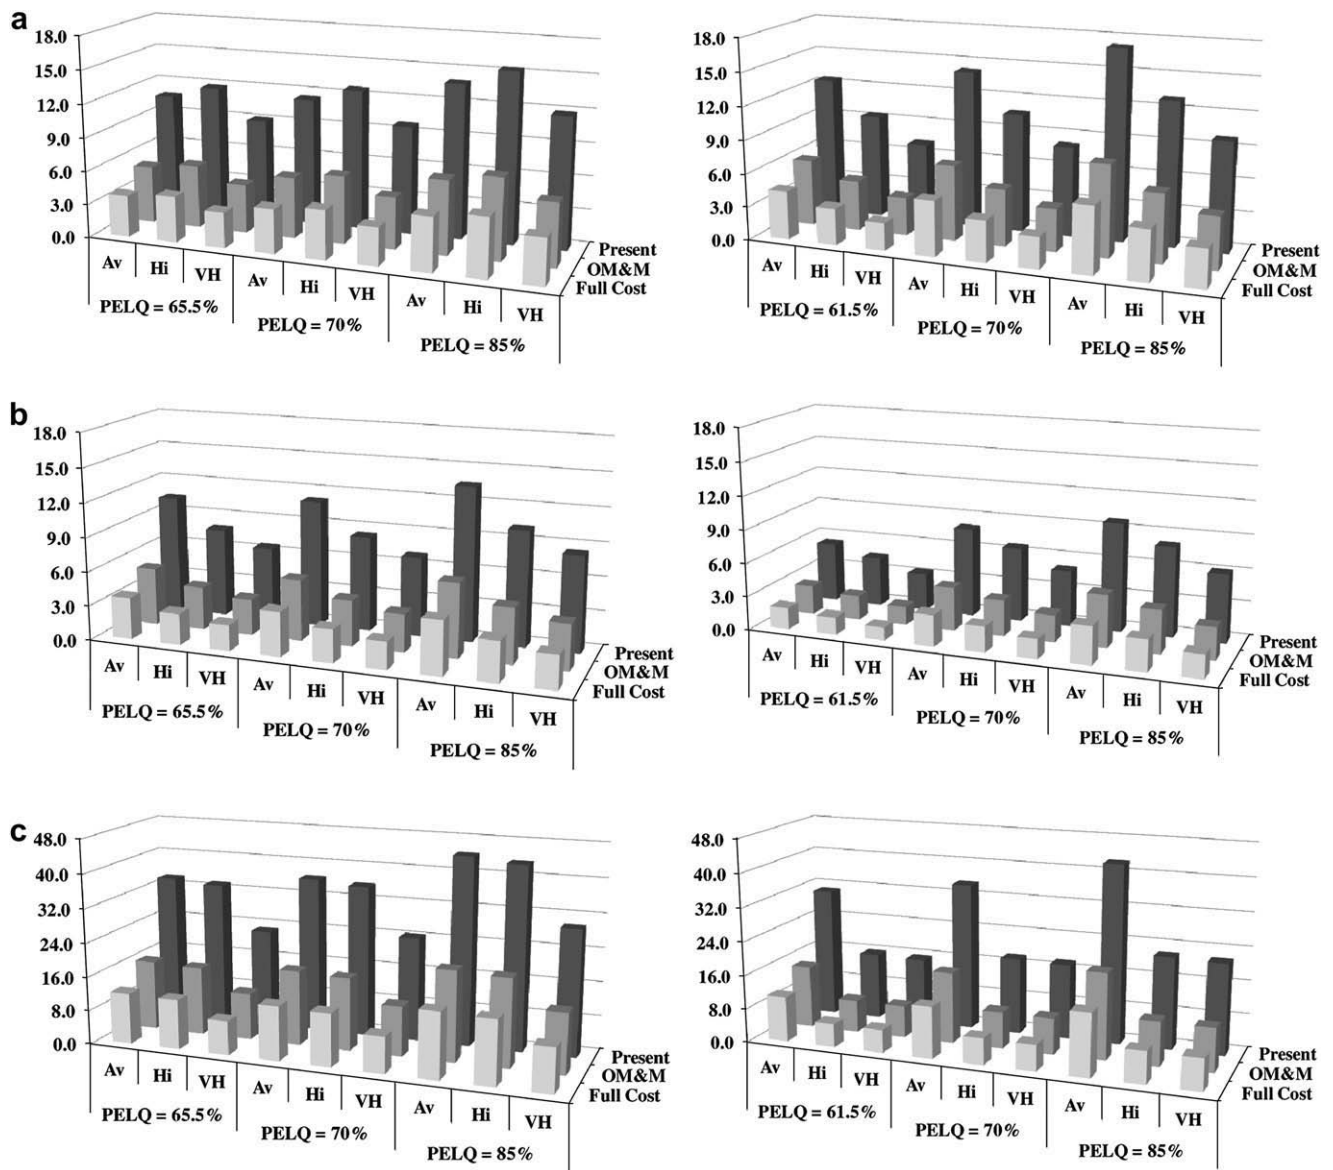 a
18.0
15.0
12.0
9.0
6.0
3.0
0.0
Av Hi VH Av Hi VH Av Hi VH
PELQ = 65.5%
PELQ = 70%
PELQ = 85%
Present
OM&M
Full Cost
18.0
15.0
12.0
9.0
6.0
3.0
0.0
Av Hi VH Av Hi VH Av Hi VH
PELQ = 61.5%
PELQ = 70%
PELQ = 85%
Present
OM&M
Full Cost
b
18.0
15.0
12.0
9.0
6.0
3.0
0.0
Av Hi VH Av Hi VH Av Hi VH
PELQ = 65.5%
PELQ = 70%
PELQ = 85%
Present
OM&M
Full Cost
18.0
15.0
12.0
9.0
6.0
3.0
0.0
Av Hi VH Av Hi VH Av Hi VH
PELQ = 61.5%
PELQ = 70%
PELQ = 85%
Present
OM&M
Full Cost
c
48.0
40.0
32.0
24.0
16.0
8.0
0.0
Av Hi VH Av Hi VH Av Hi VH
PELQ = 65.5%
PELQ = 70%
PELQ = 85%
Present
OM&M
Full Cost
48.0
40.0
32.0
24.0
16.0
8.0
0.0
Av Hi VH Av Hi VH Av Hi VH
PELQ = 61.5%
PELQ = 70%
PELQ = 85%
Present
OM&M
Full Cost